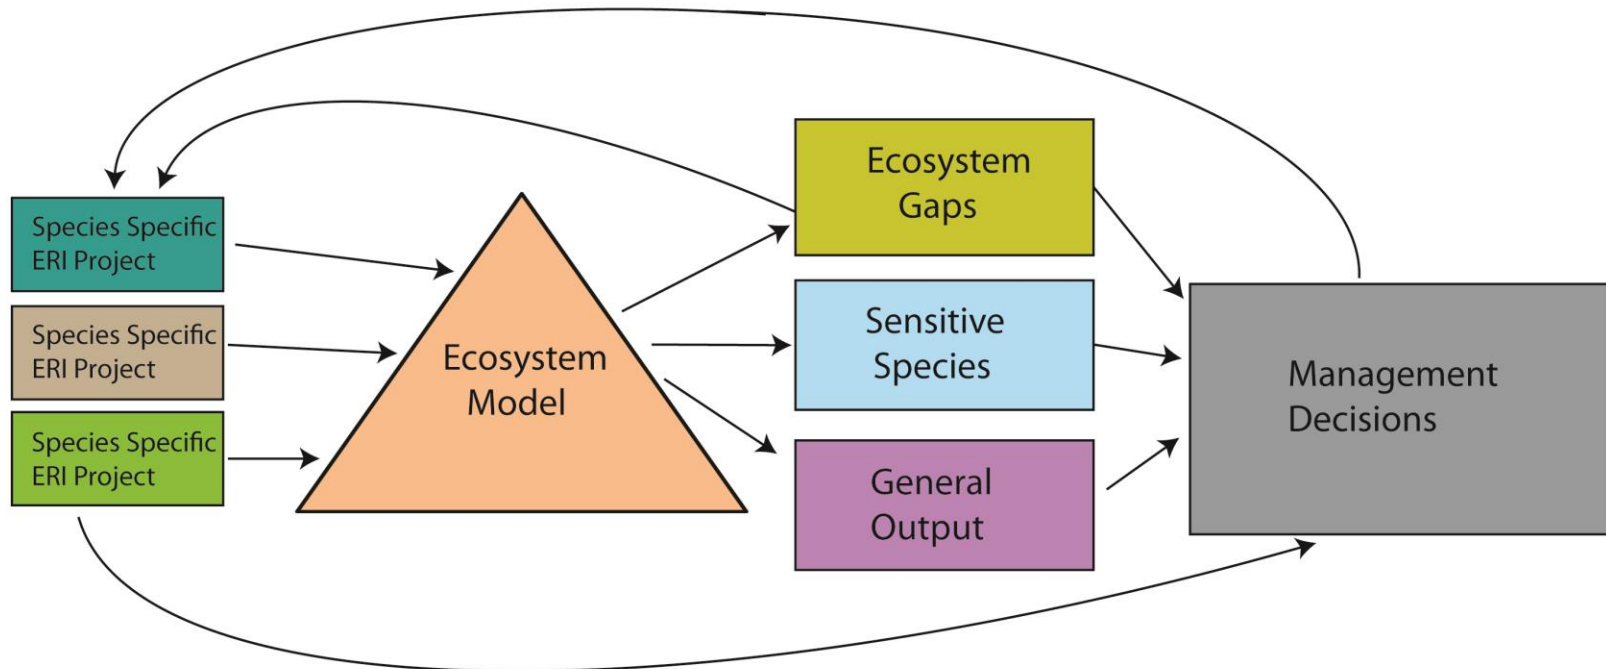 Species Specific
ERI Project
Species Specific
ERI Project
Species Specific
ERI Project
Ecosystem
Model
Ecosystem
Gaps
Sensitive
Species
General
Output
Management
Decisions